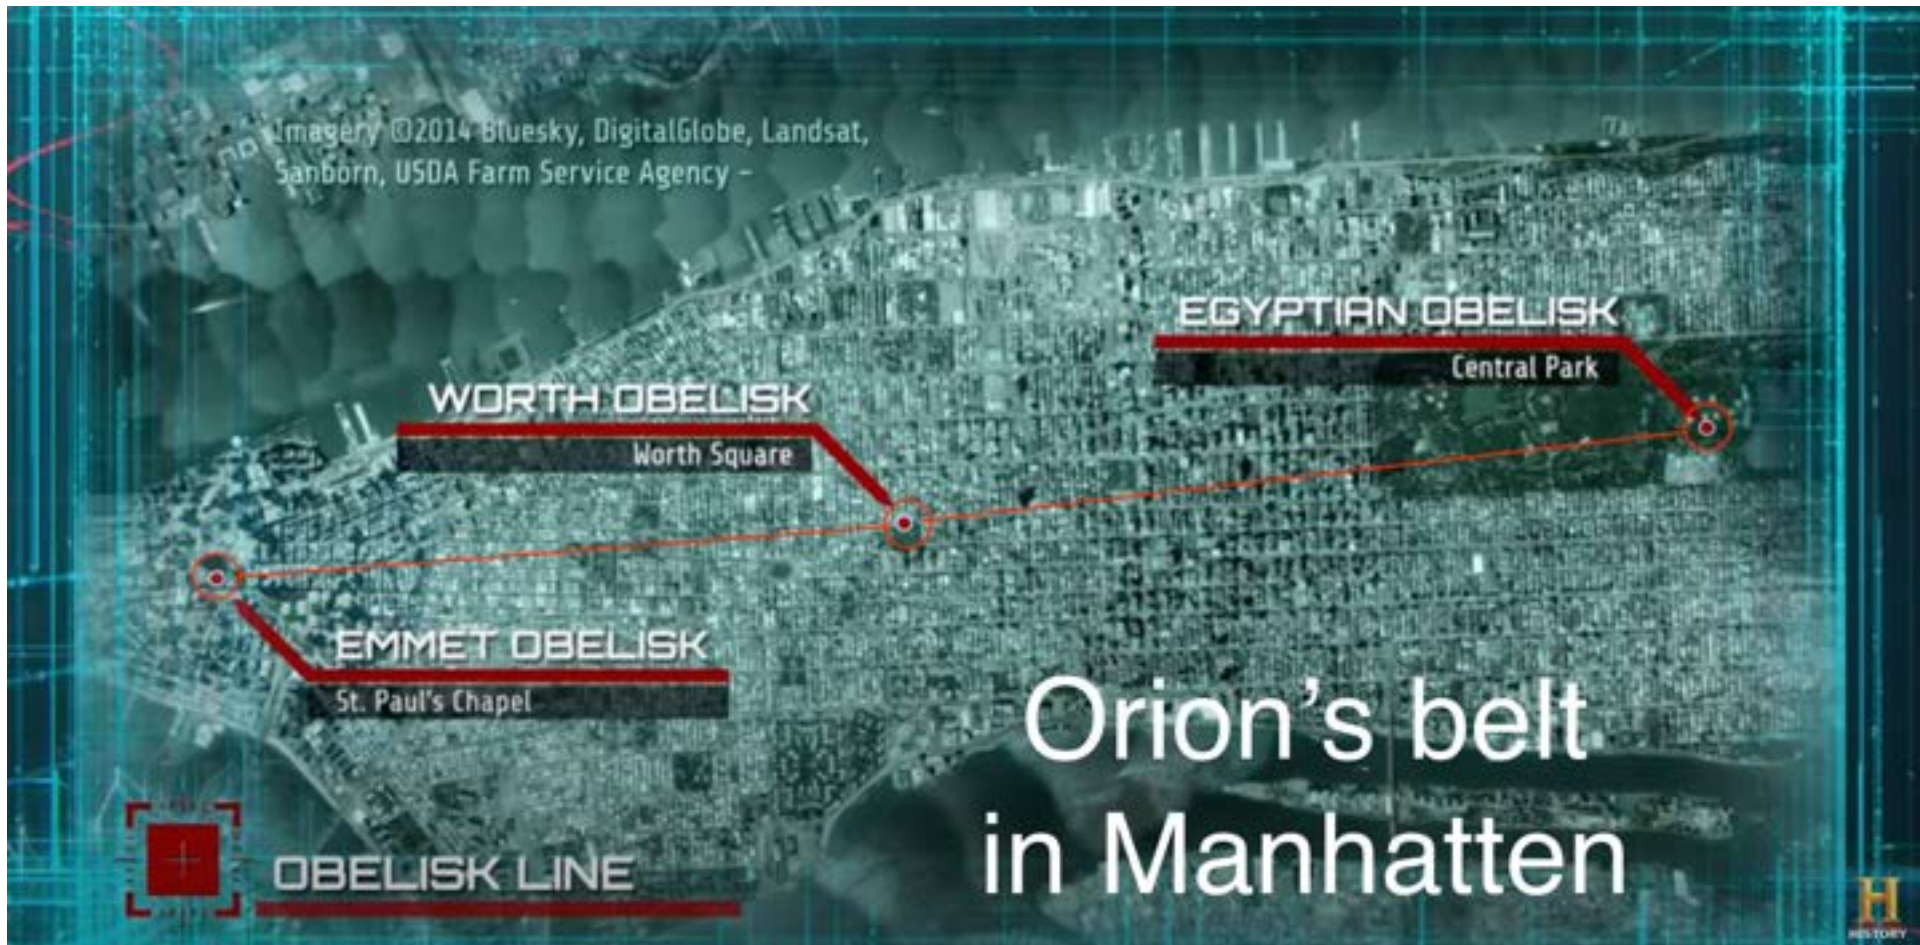 Imagery ©2014 Bluesky, DigitalGlobe, Landsat,
Sanborn, USDA Farm Service Agency –
EGYPTIAN OBELISK
Central Park
WORTH OBELISK
Worth Square
EMMET OBELISK
St. Paul's Chapel
Orion's belt
in Manhatten
OBELISK LINE
H
HISTORY